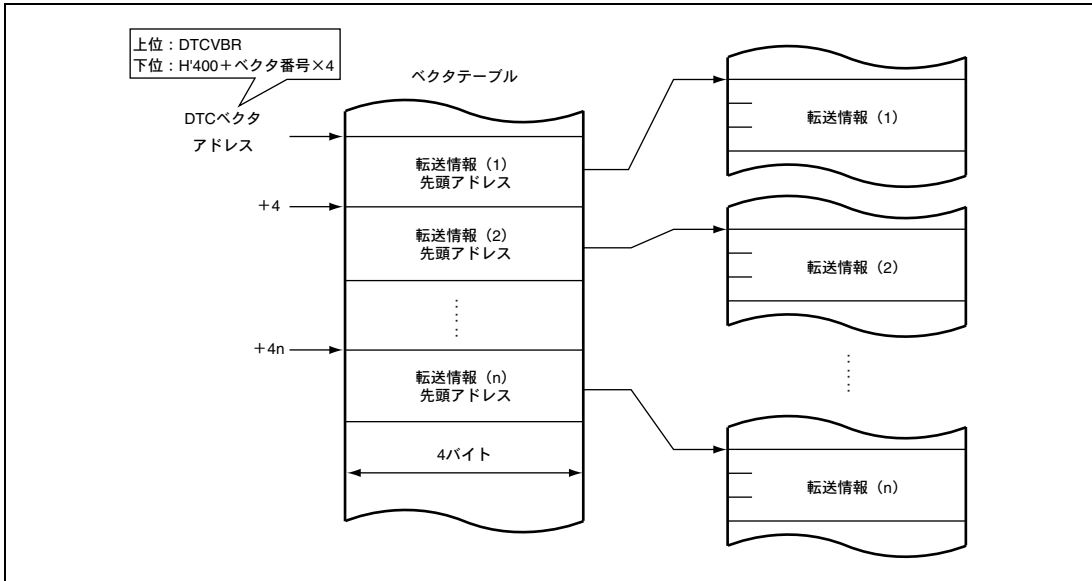 上位：DTCVBR
下位：H'400＋ベクタ番号×4
DTCベクタ
アドレス
ベクタテーブル
転送情報（1）
先頭アドレス
＋4
転送情報（2）
先頭アドレス
＋4n
転送情報（n）
先頭アドレス
4バイト
転送情報（1）
転送情報（2）
転送情報（n）